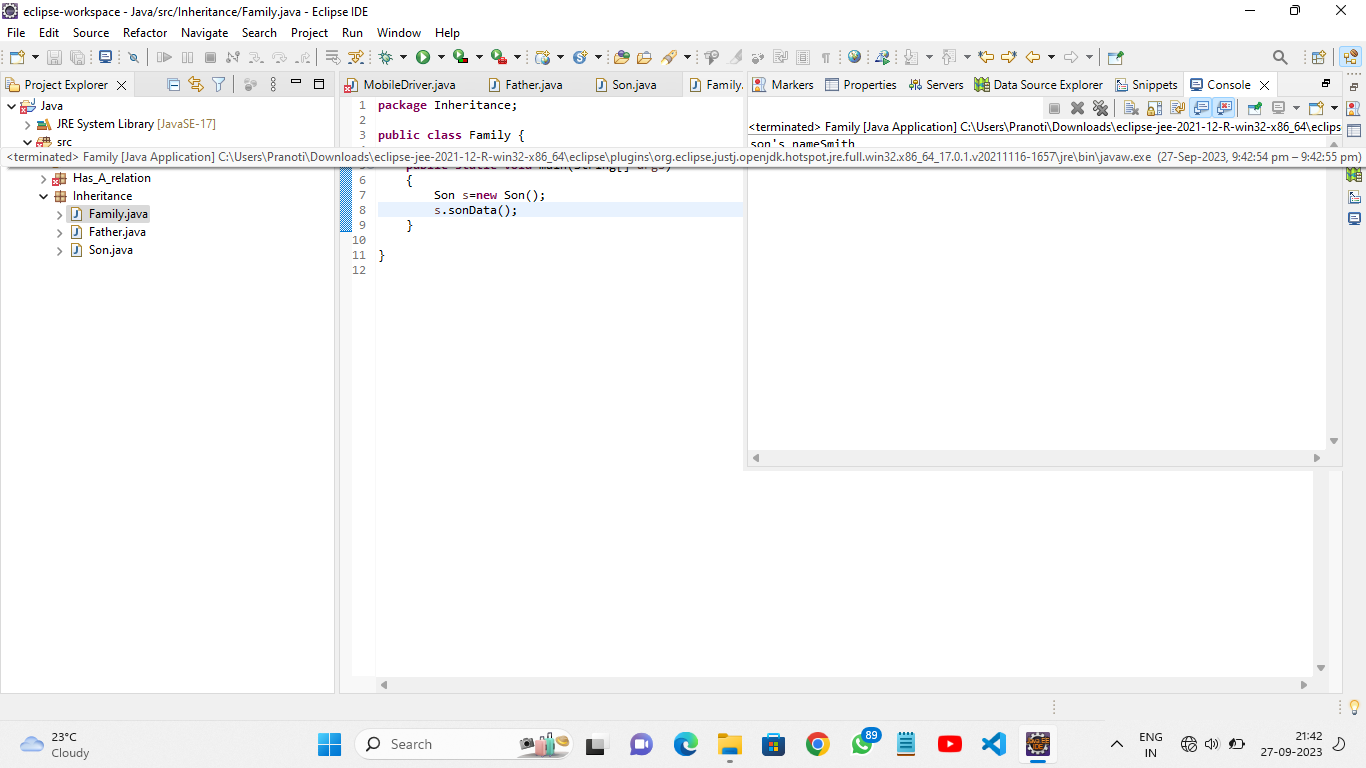 eclipse-workspace - Java/src/Inheritance/Family.java - Eclipse IDE
File Edit Source Refactor Navigate Search Project Run Window Help
Project Explorer
MobileDriver.java Father.java Son.java Family.
Markers Properties Servers Data Source Explorer Snippets Console
Java
JRE System Library [JavaSE-17]
src
Has_A_relation
Inheritance
Family.java
Father.java
Son.java
1 package Inheritance;
2
3 public class Family {
public static void main(String[] args)
6 {
7 Son s=new Son();
8 s.sonData();
9 }
10
11 }
12
<terminated> Family [Java Application] C:\Users\Pranoti\Downloads\eclipse-jee-2021-12-R-win32-x86_64\eclips
son's nameSmith
<terminated> Family [Java Application] C:\Users\Pranoti\Downloads\eclipse-jee-2021-12-R-win32-x86_64\eclipse\plugins\org.eclipse.justj.openjdk.hotspot.jre.full.win32.x86_64_17.0.1.v20211116-1657\jre\bin\javaw.exe (27-Sep-2023, 9:42:54 pm – 9:42:55 pm)
23°C
Cloudy
Search
89
ENG
IN
21:42
27-09-2023